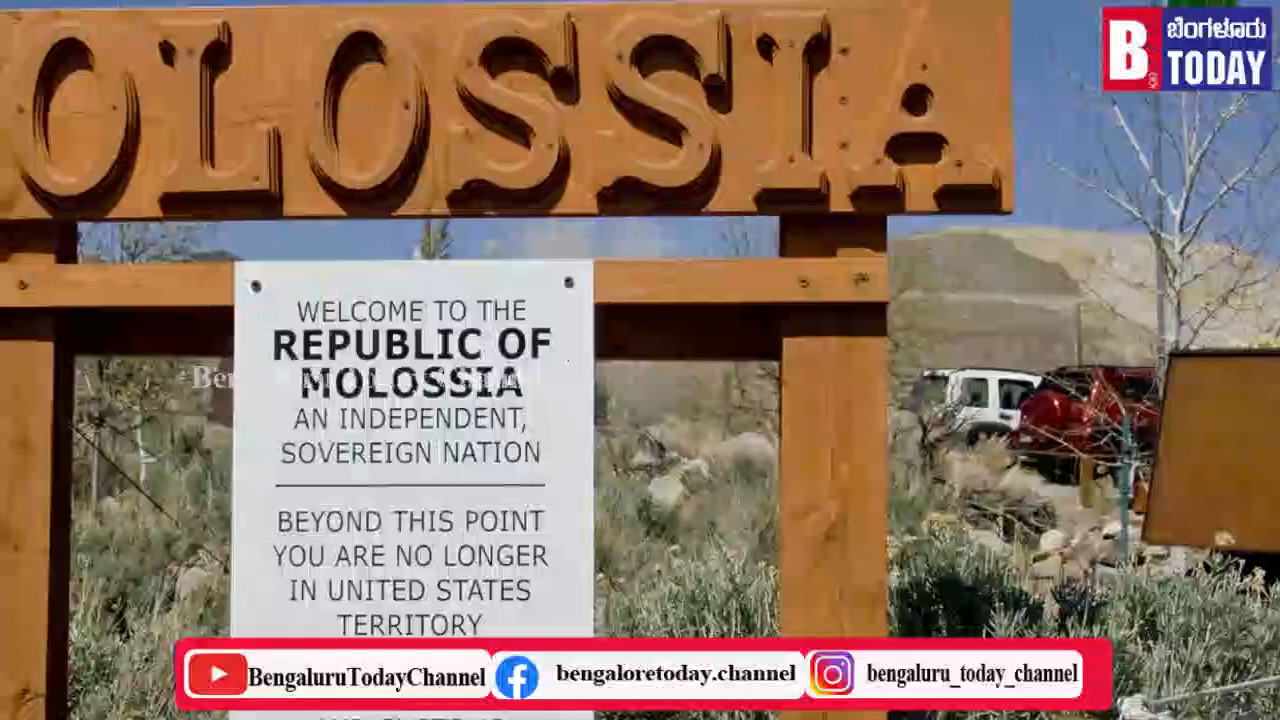 OLOSSIA
B
ಬೆಂಗಳೂರು
TODAY
WELCOME TO THE
REPUBLIC OF
MOLOSSIA
AN INDEPENDENT,
SOVEREIGN NATION
BEYOND THIS POINT
YOU ARE NO LONGER
IN UNITED STATES
TERRITORY
BengaluruTodayChannel
bengaloretoday.channel
bengaluru_today_channel